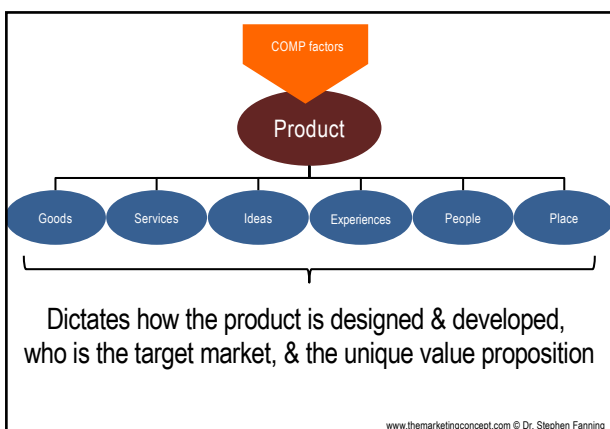 COMP factors
Product
Goods Services Ideas Experiences People Place
Dictates how the product is designed & developed,
who is the target market, & the unique value proposition
www.themarketingconcept.com © Dr. Stephen Fanning